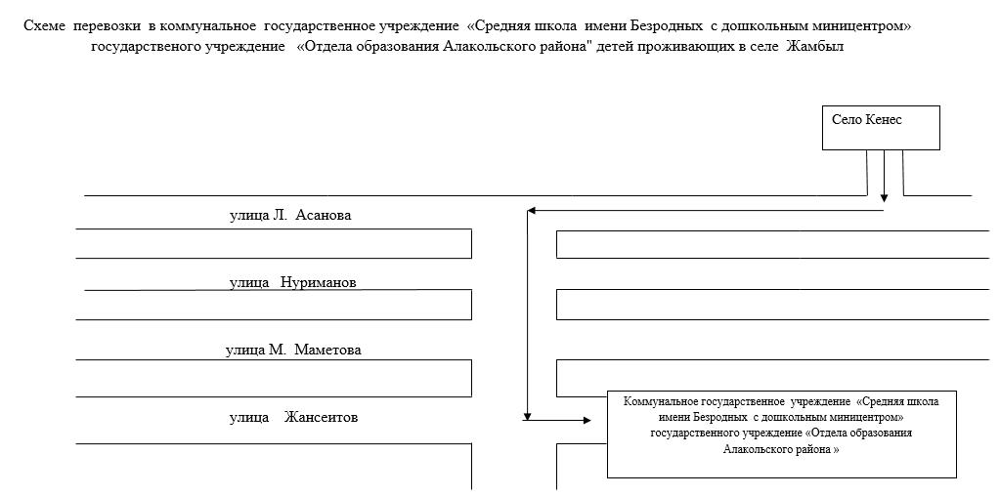 Схеме перевозки в коммунальное государственное учреждение «Средняя школа имени Безродных с дошкольным миницентром»
государственого учреждение «Отдела образования Алакольского района" детей проживающих в селе Жамбыл
Село Кенес
улица Л. Асанова
улица Нуриманов
улица М. Маметова
улица Жансеитов
Коммунальное государственное учреждение «Средняя школа
имени Безродных с дошкольным миницентром»
государственного учреждение «Отдела образования
Алакольского района »